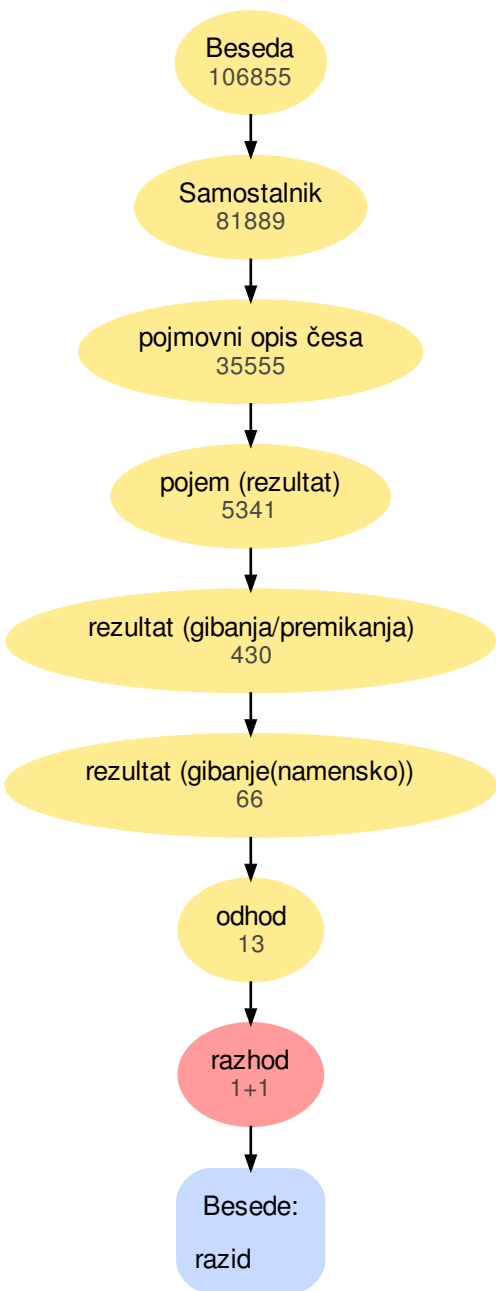 Beseda
106855
Samostalnik
81889
pojmovni opis česa
35555
pojem (rezultat)
5341
rezultat (gibanja/premikanja)
430
rezultat (gibanje(namensko))
66
odhod
13
razhod
1+1
Besede:
razid